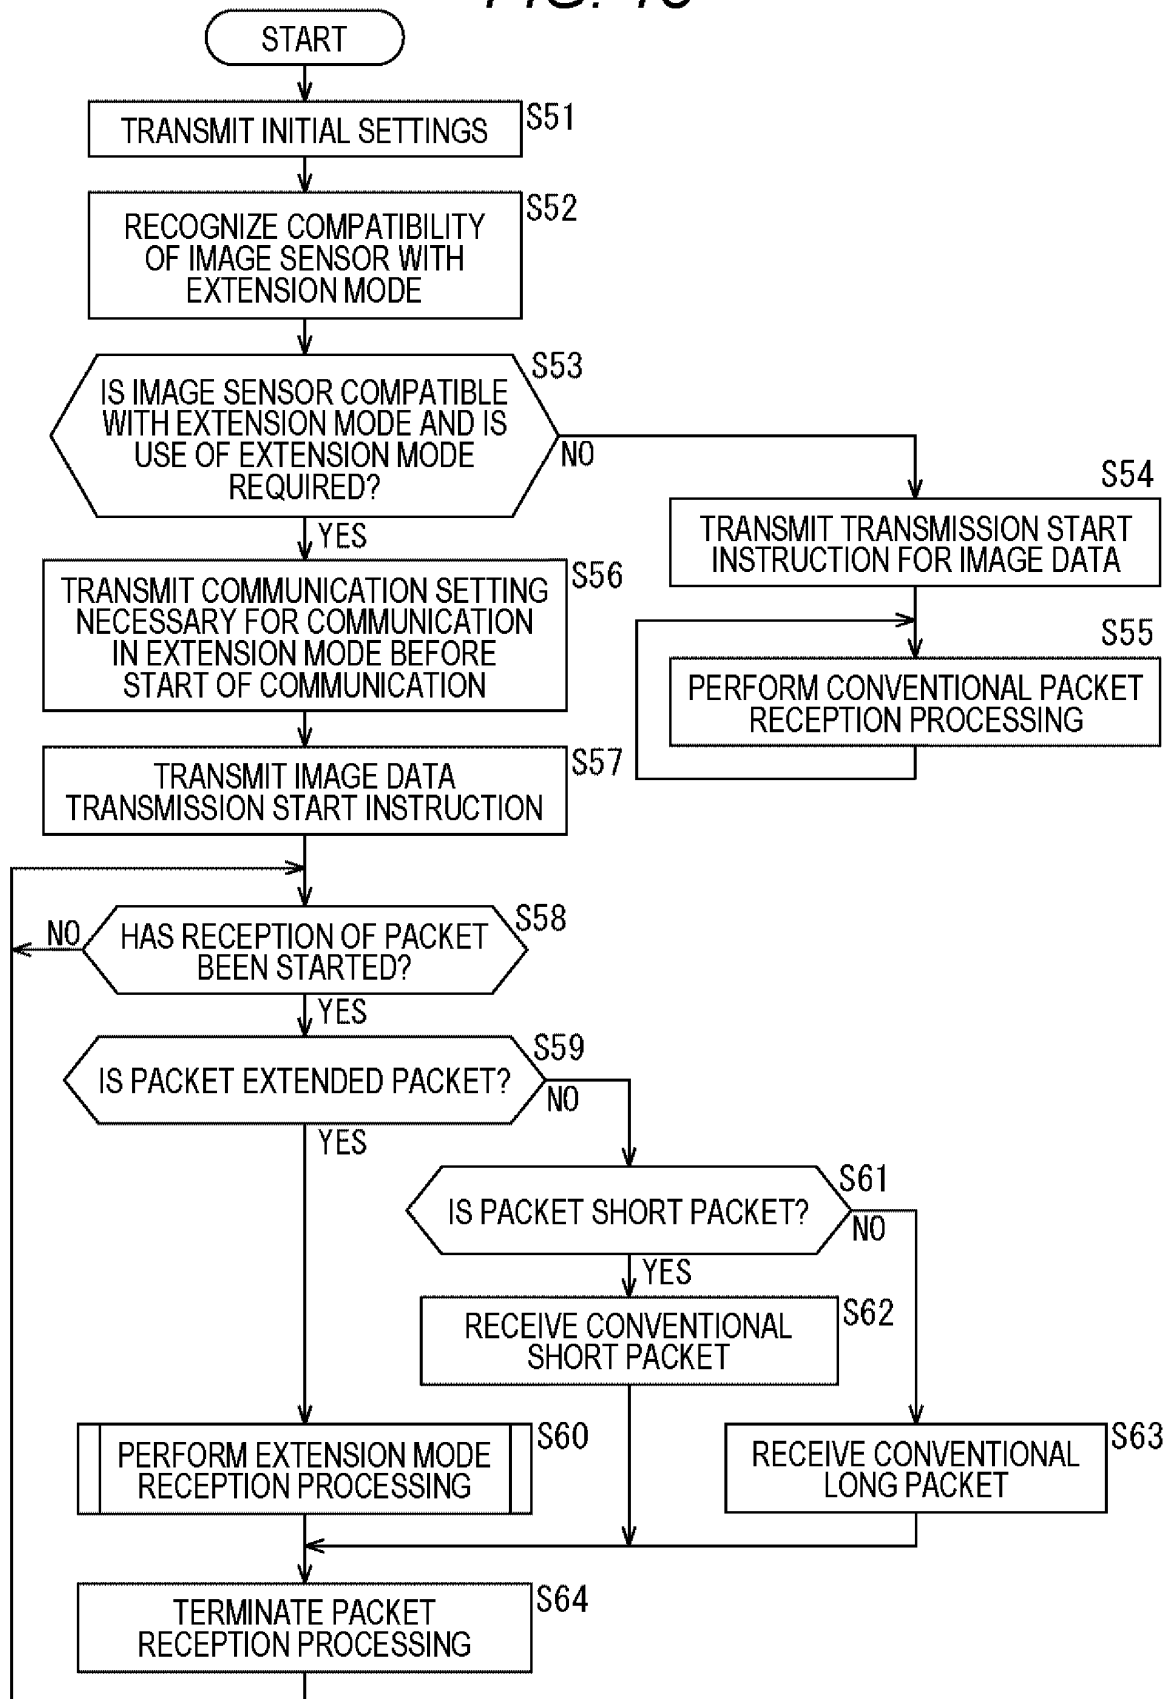 START
TRANSMIT INITIAL SETTINGS
S51
RECOGNIZE COMPATIBILITY
OF IMAGE SENSOR WITH
EXTENSION MODE
S52
IS IMAGE SENSOR COMPATIBLE
WITH EXTENSION MODE AND IS
USE OF EXTENSION MODE
REQUIRED?
S53
NO
YES
S54
TRANSMIT TRANSMISSION START
INSTRUCTION FOR IMAGE DATA
S55
PERFORM CONVENTIONAL PACKET
RECEPTION PROCESSING
TRANSMIT COMMUNICATION SETTING
NECESSARY FOR COMMUNICATION
IN EXTENSION MODE BEFORE
START OF COMMUNICATION
S56
TRANSMIT IMAGE DATA
TRANSMISSION START INSTRUCTION
S57
HAS RECEPTION OF PACKET
BEEN STARTED?
S58
NO
YES
IS PACKET EXTENDED PACKET?
S59
NO
YES
IS PACKET SHORT PACKET?
S61
NO
YES
RECEIVE CONVENTIONAL
SHORT PACKET
S62
PERFORM EXTENSION MODE
RECEPTION PROCESSING
S60
RECEIVE CONVENTIONAL
LONG PACKET
S63
TERMINATE PACKET
RECEPTION PROCESSING
S64